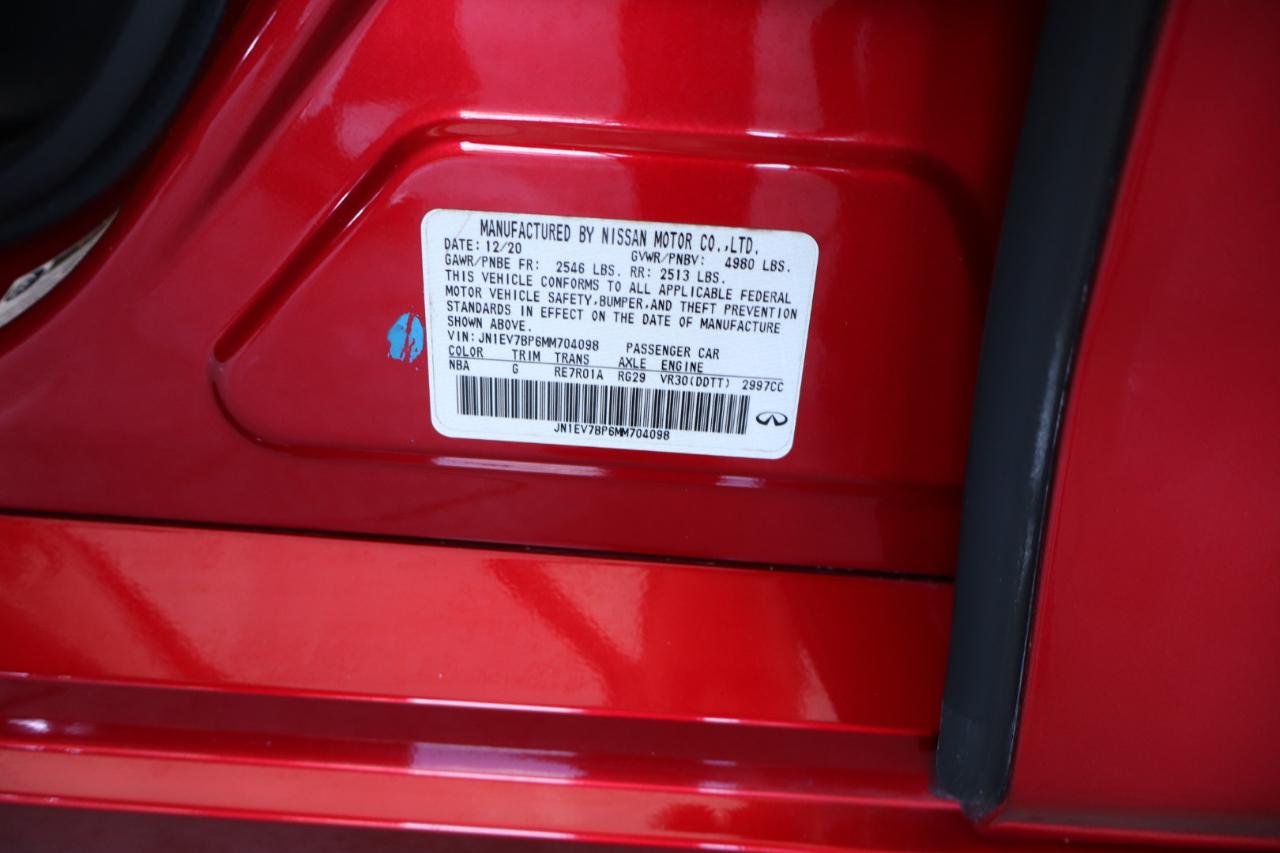 MANUFACTURED BY NISSAN MOTOR CO.,LTD.
DATE: 12/20 GVWR/PNBV: 4980 LBS.
GAWR/PNBE FR: 2546 LBS. RR: 2513 LBS.
THIS VEHICLE CONFORMS TO ALL APPLICABLE FEDERAL
MOTOR VEHICLE SAFETY,BUMPER,AND THEFT PREVENTION
STANDARDS IN EFFECT ON THE DATE OF MANUFACTURE
SHOWN ABOVE.
VIN: JN1EV7BP6MM704098 PASSENGER CAR
COLOR TRIM TRANS AXLE ENGINE
NBA G RE7R01A RG29 VR30(DDTT) 2997CC
JN1EV7BP6MM704098